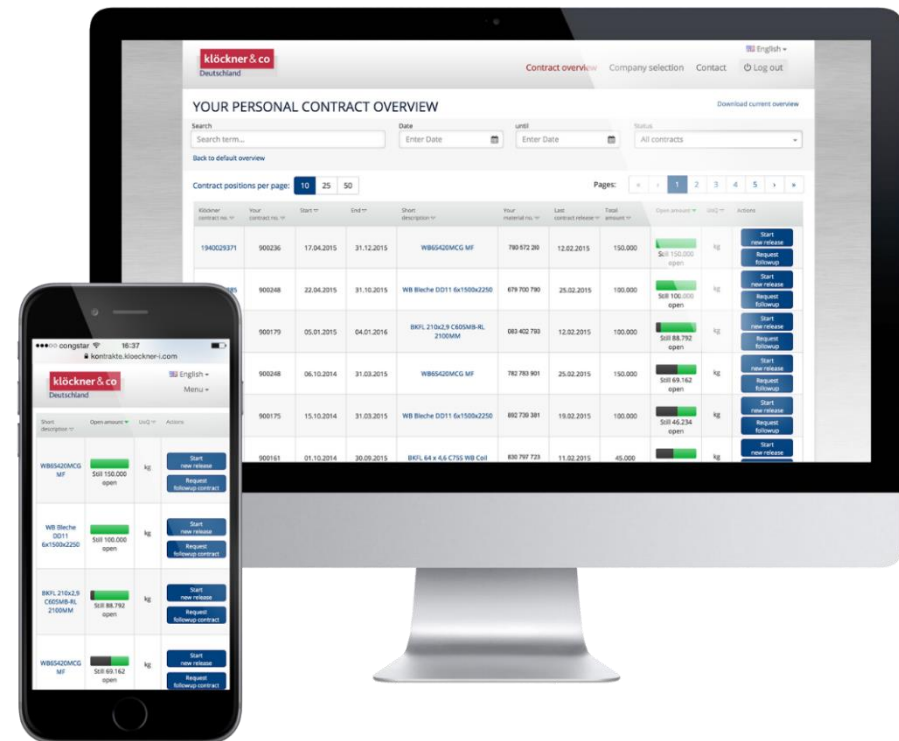 klöckner & co
Deutschland
English
Contract overview Company selection Contact Log out
YOUR PERSONAL CONTRACT OVERVIEW
Download current overview
Search Date until Status
Search term... Enter Date Enter Date All contracts
Back to default overview
Contract positions per page: 10 25 50
Pages: « ‹ 1 2 3 4 5 › »
Klöckner contract no. Your contract no. Start End Short description Your material no. Last contract release Total amount Open amount UoQ Actions
1940029371 900236 17.04.2015 31.12.2015 WB6S420MCG MF 780 572 210 12.02.2015 150.000 Still 150.000 open kg Start new release
Request followup
900248 22.04.2015 31.10.2015 WB Bleche DD11 6x1500x2250 679 700 790 25.02.2015 100.000 Still 100.000 open kg Start new release
Request followup
900179 05.01.2015 04.01.2016 BKFL 210x2,9 C60SMB-RL 2100MM 083 402 793 12.02.2015 100.000 Still 88.792 open kg Start new release
Request followup
900248 06.10.2014 31.03.2015 WB6S420MCG MF 782 783 901 25.02.2015 150.000 Still 69.162 open kg Start new release
Request followup
900175 15.10.2014 31.03.2015 WB Bleche DD11 6x1500x2250 892 739 381 19.02.2015 100.000 Still 46.234 open kg Start new release
Request followup
900161 01.10.2014 30.09.2015 BKFL 64 x 4,6 C75S WB Coil 830 797 723 11.02.2015 45.000 kg Start new release
congstar 16:37
kontrakte.kloeckner-i.com
klöckner & co
Deutschland
English
Menu
Short description Open amount UoQ Actions
WB6S420MCG MF Still 150.000 open kg Start new release
Request followup contract
WB Bleche DD11 6x1500x2250 Still 100.000 open kg Start new release
Request followup contract
BKFL 210x2,9 C60SMB-RL 2100MM Still 88.792 open kg Start new release
Request followup contract
WB6S420MCG MF Still 69.162 open kg Start new release
Request followup contract